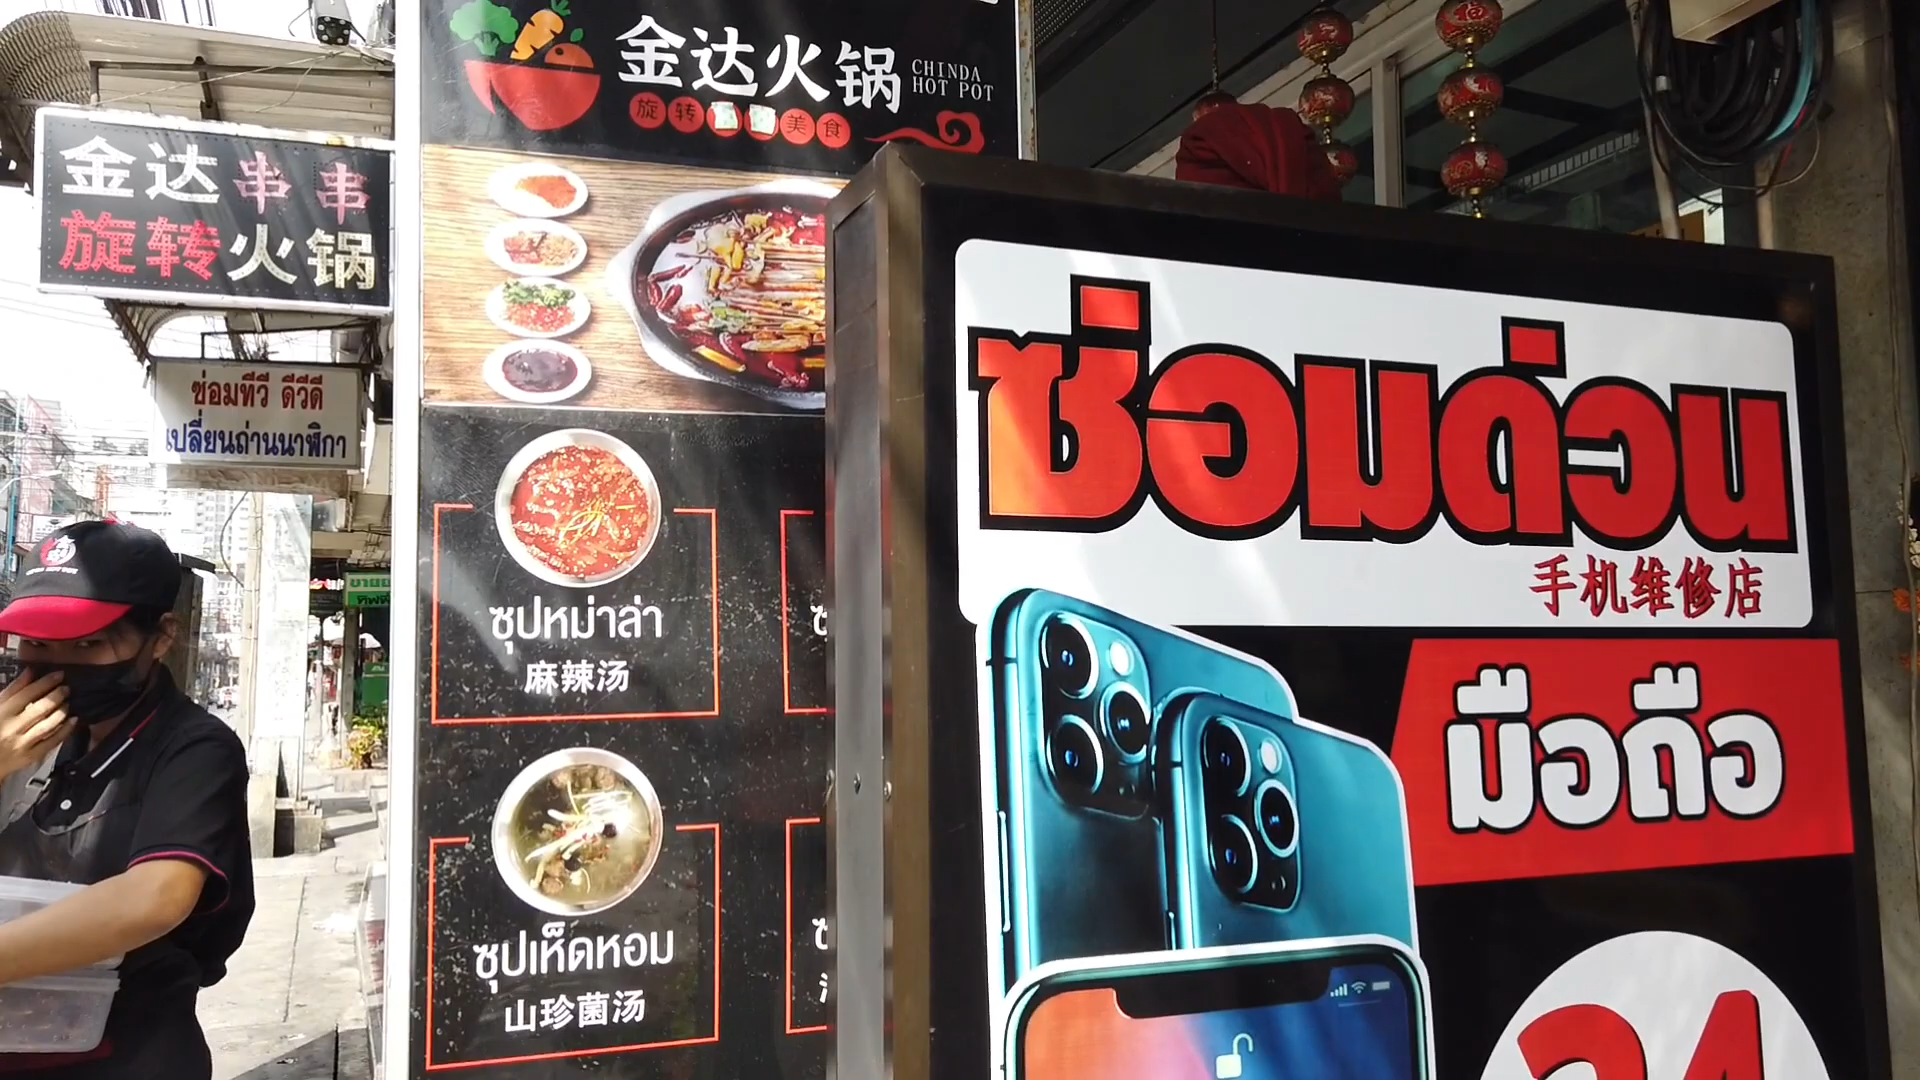 金达火锅
CHINDA
HOT POT
旋转
美食
金达串串
旋转火锅
ซ่อมทีวี ดีวีดี
เปลี่ยนถ่านนาฬิกา
ซุปหม่าล่า
麻辣汤
ซุปเห็ดหอม
山珍菌汤
ซ่อมด่วน
手机维修店
มือถือ
24